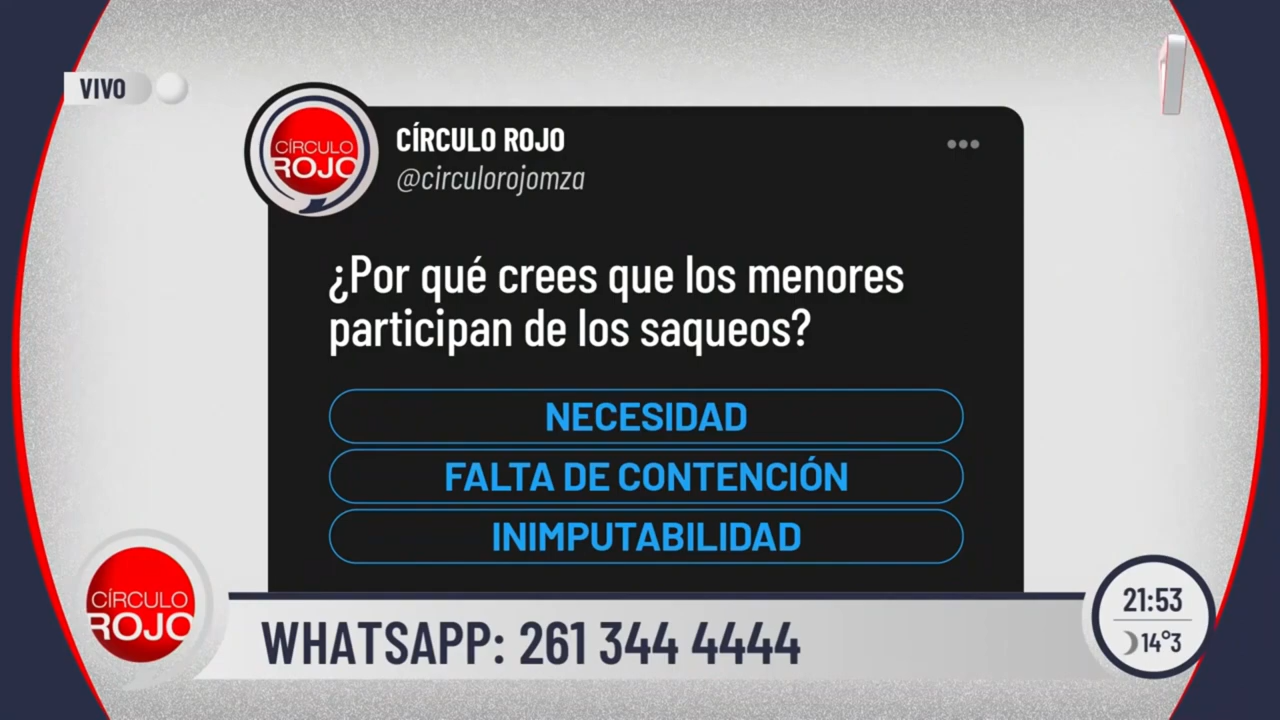 VIVO
1
CÍRCULO
ROJO
CÍRCULO ROJO
@circulorojomza
¿Por qué crees que los menores
participan de los saqueos?
NECESIDAD
FALTA DE CONTENCIÓN
INIMPUTABILIDAD
CÍRCULO
ROJO
WHATSAPP: 261 344 4444
21:53
14°3